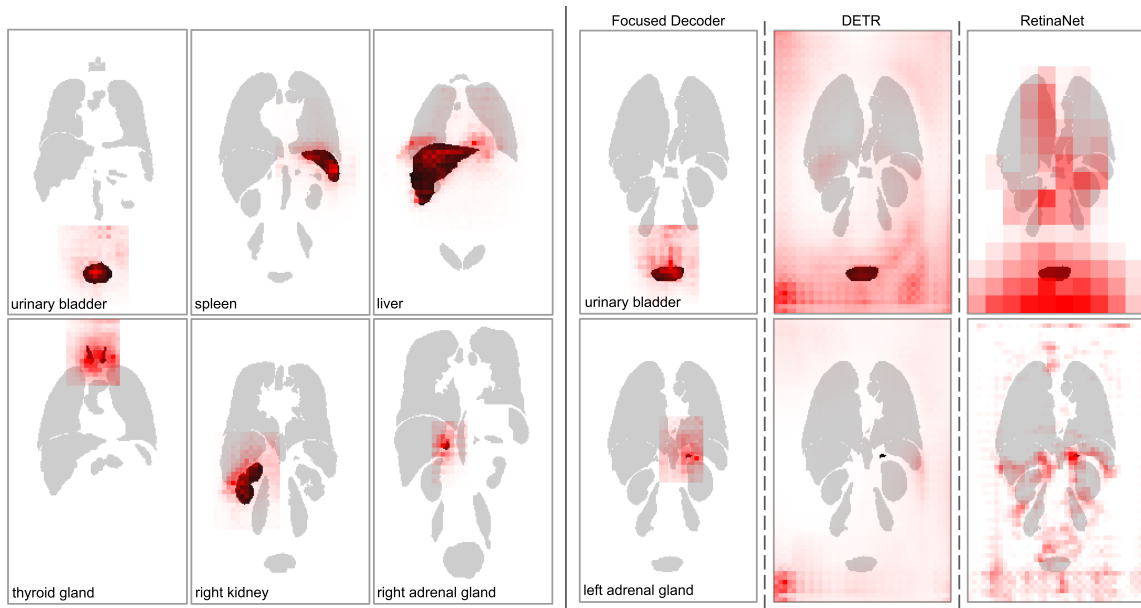 Focused Decoder
DETR
RetinaNet
urinary bladder
spleen
liver
urinary bladder
thyroid gland
right kidney
right adrenal gland
left adrenal gland